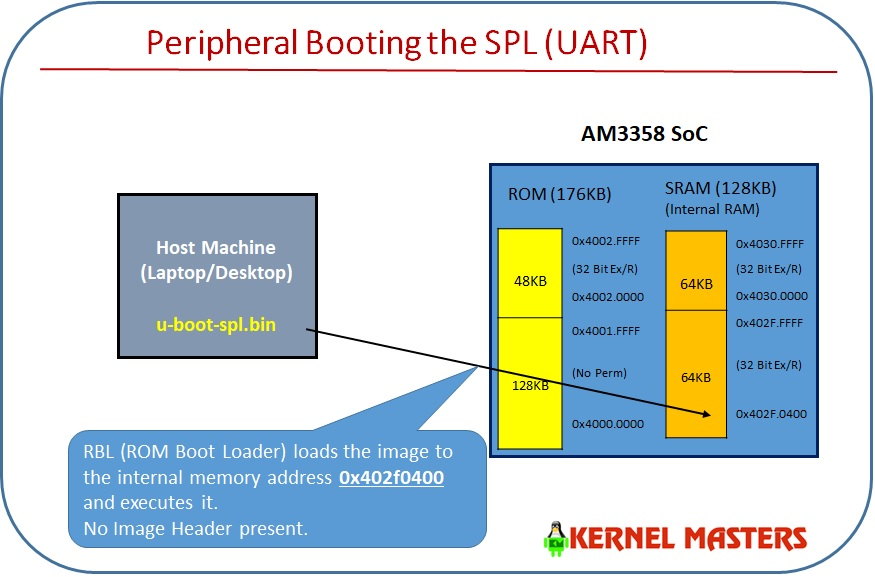 Peripheral Booting the SPL (UART)
AM3358 SoC
Host Machine
(Laptop/Desktop)
u-boot-spl.bin
ROM (176KB)
48KB
128KB
0x4002.FFFF
(32 Bit Ex/R)
0x4002.0000
0x4001.FFFF
(No Perm)
0x4000.0000
SRAM (128KB)
(Internal RAM)
64KB
64KB
0x4030.FFFF
(32 Bit Ex/R)
0x4030.0000
0x402F.FFFF
(32 Bit Ex/R)
0x402F.0400
RBL (ROM Boot Loader) loads the image to
the internal memory address 0x402f0400
and executes it.
No Image Header present.
KERNEL MASTERS